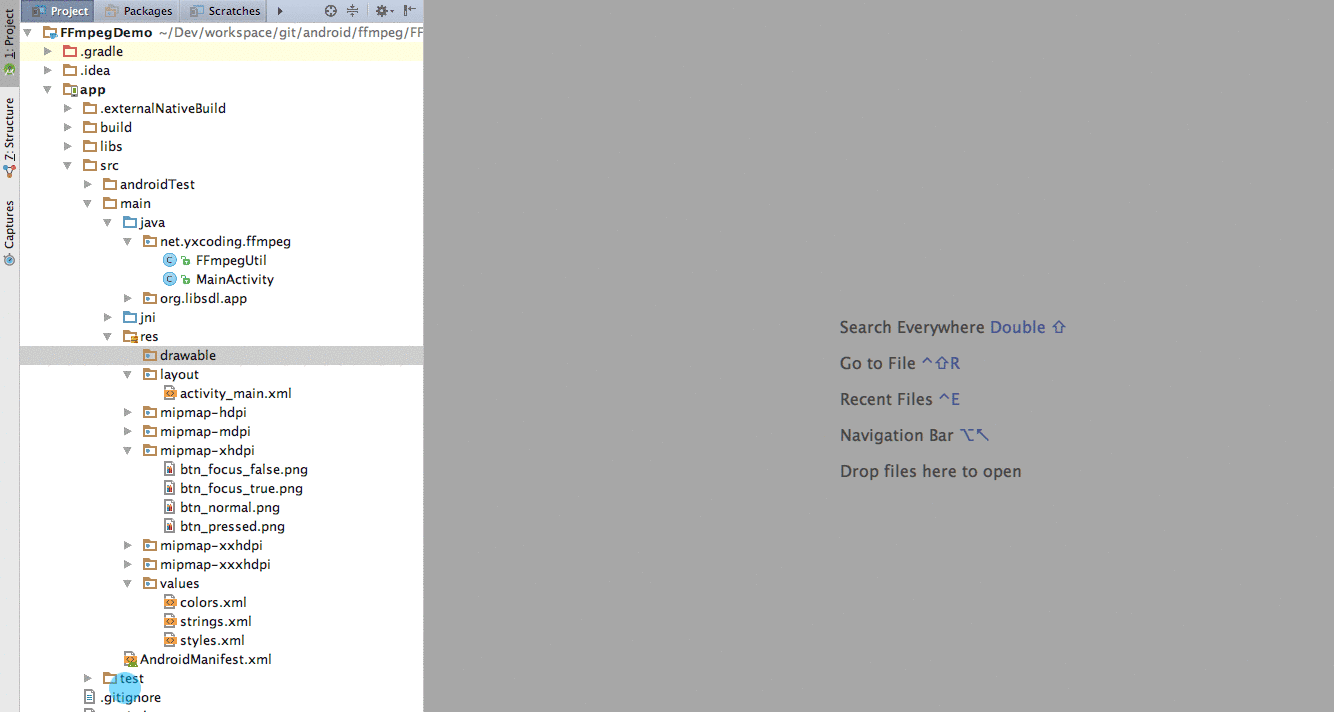 Project Packages Scratches
1: Project
Z: Structure
Captures
FFmpegDemo ~/Dev/workspace/git/android/ffmpeg/FF
.gradle
.idea
app
.externalNativeBuild
build
libs
src
androidTest
main
java
net.yxcoding.ffmpeg
C FFmpegUtil
C MainActivity
org.libsdl.app
jni
res
drawable
layout
activity_main.xml
mipmap-hdpi
mipmap-mdpi
mipmap-xhdpi
btn_focus_false.png
btn_focus_true.png
btn_normal.png
btn_pressed.png
mipmap-xxhdpi
mipmap-xxxhdpi
values
colors.xml
strings.xml
styles.xml
AndroidManifest.xml
test
.gitignore
Search Everywhere Double ⇧
Go to File ^⇧R
Recent Files ^E
Navigation Bar ⌥↖
Drop files here to open